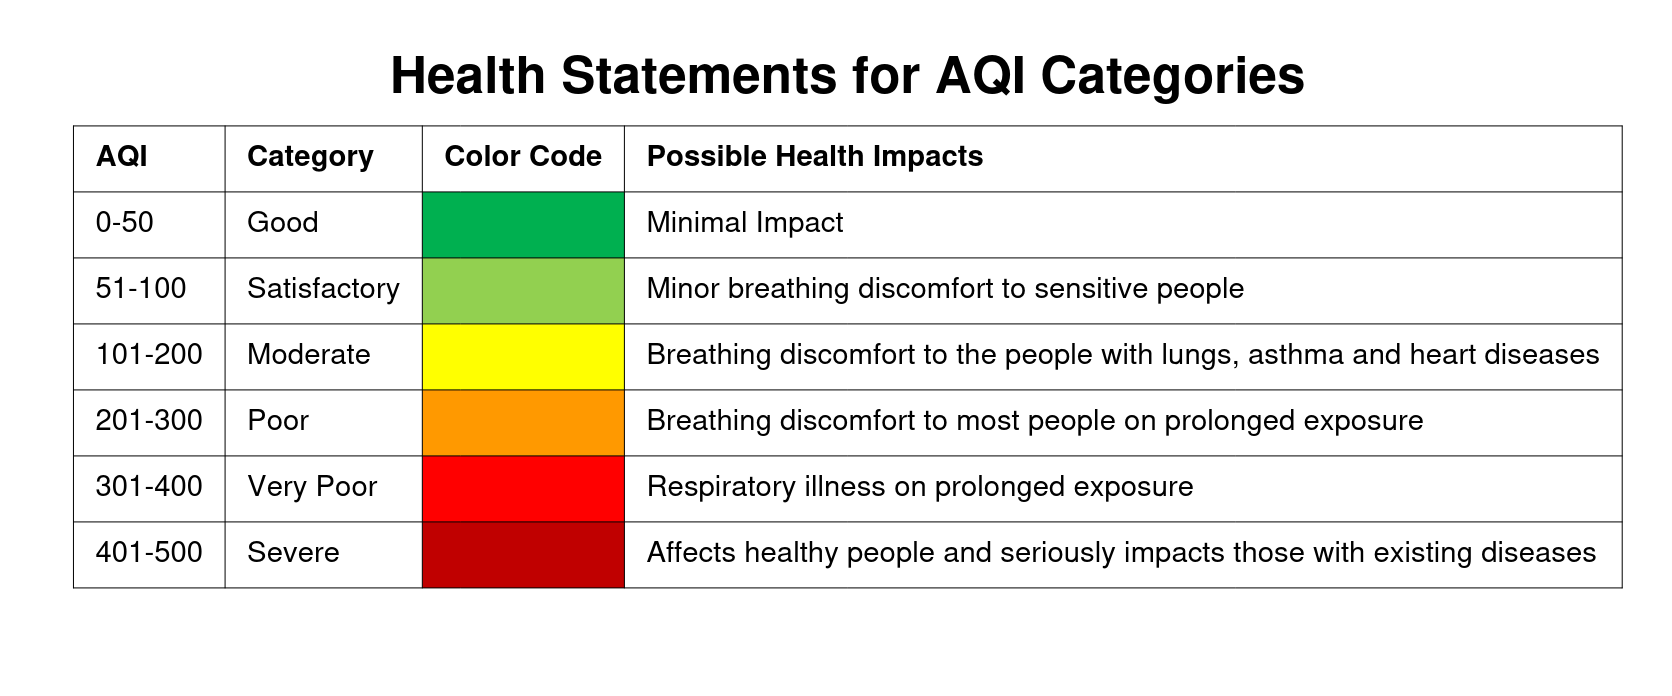 Health Statements for AQI Categories
AQI Category Color Code Possible Health Impacts
0-50 Good Minimal Impact
51-100 Satisfactory Minor breathing discomfort to sensitive people
101-200 Moderate Breathing discomfort to the people with lungs, asthma and heart diseases
201-300 Poor Breathing discomfort to most people on prolonged exposure
301-400 Very Poor Respiratory illness on prolonged exposure
401-500 Severe Affects healthy people and seriously impacts those with existing diseases